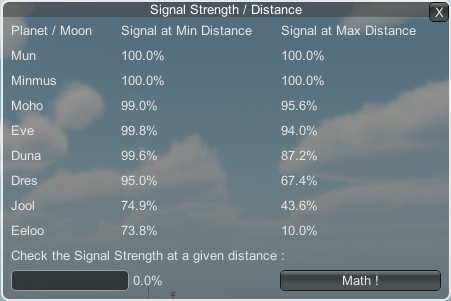 Signal Strength / Distance
X
Planet / Moon Signal at Min Distance Signal at Max Distance
Mun 100.0% 100.0%
Minmus 100.0% 100.0%
Moho 99.0% 95.6%
Eve 99.8% 94.0%
Duna 99.6% 87.2%
Dres 95.0% 67.4%
Jool 74.9% 43.6%
Eeloo 73.8% 10.0%
Check the Signal Strength at a given distance :
0.0% Math !